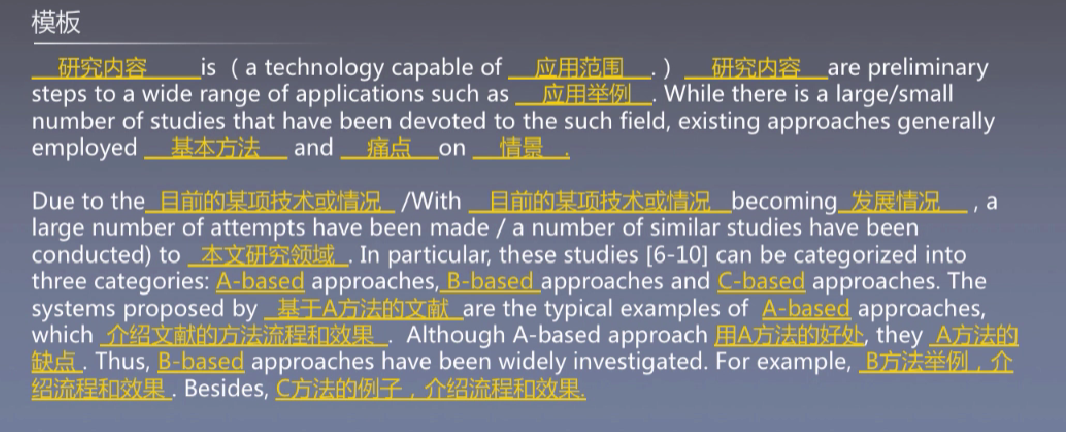 模板
研究内容 is （a technology capable of 应用范围 .） 研究内容 are preliminary
steps to a wide range of applications such as 应用举例 . While there is a large/small
number of studies that have been devoted to the such field, existing approaches generally
employed 基本方法 and 痛点 on 情景 .
Due to the 目前的某项技术或情况 /With 目前的某项技术或情况 becoming 发展情况 , a
large number of attempts have been made / a number of similar studies have been
conducted) to 本文研究领域 . In particular, these studies [6-10] can be categorized into
three categories: A-based approaches, B-based approaches and C-based approaches. The
systems proposed by 基于A方法的文献 are the typical examples of A-based approaches,
which 介绍文献的方法流程和效果 . Although A-based approach 用A方法的好处, they A方法的
缺点 . Thus, B-based approaches have been widely investigated. For example, B方法举例，介
绍流程和效果 . Besides, C方法的例子，介绍流程和效果.